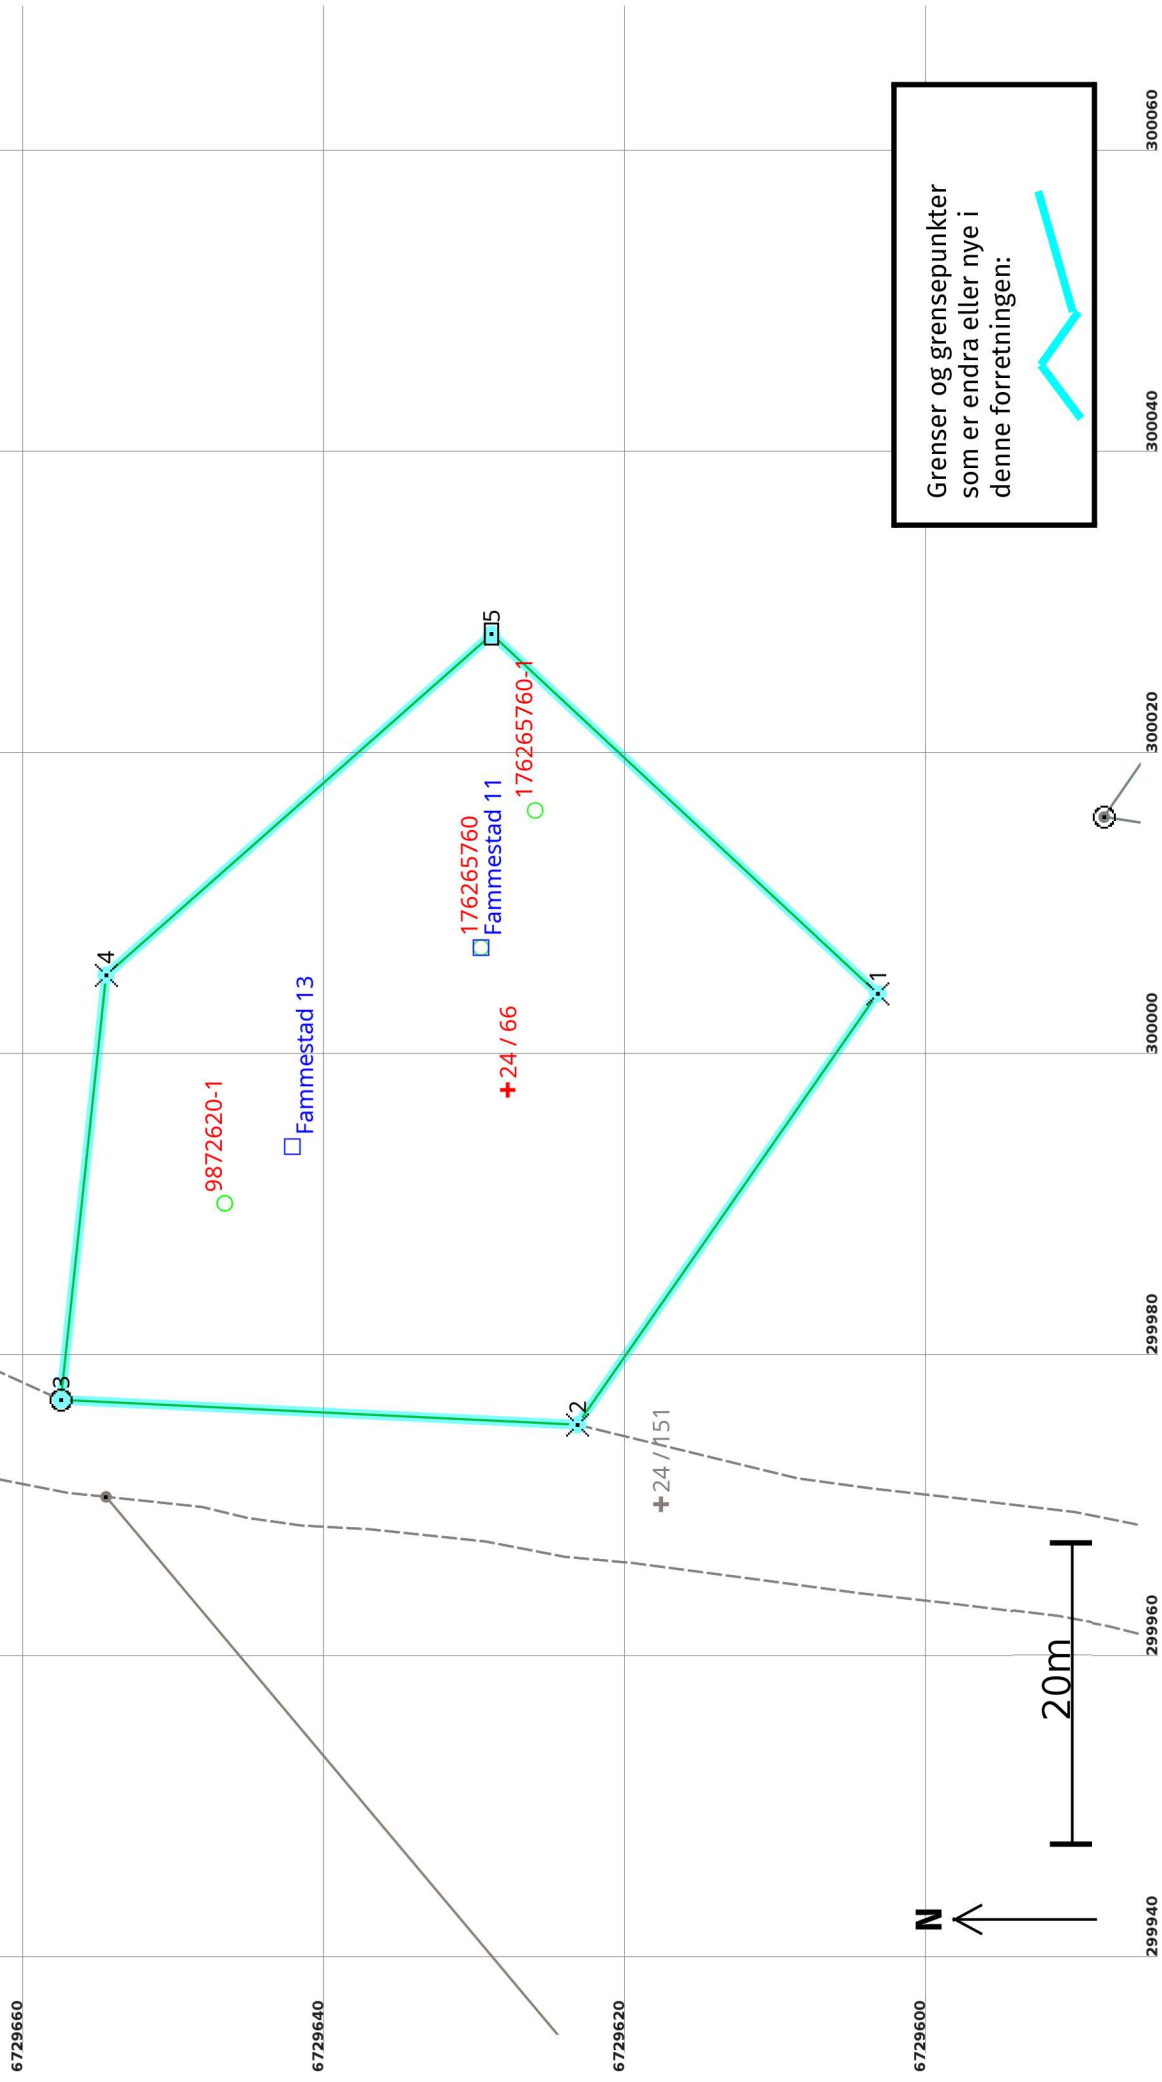 6729660
6729640
6729620
6729600
299940
299960
299980
300000
300020
300040
300060
3
4
5
1
2
9872620-1
Fammestad 13
176265760
Fammestad 11
176265760-1
24 / 66
24 / 151
N
20m
Grenser og grensepunkter
som er endra eller nye i
denne forretningen: